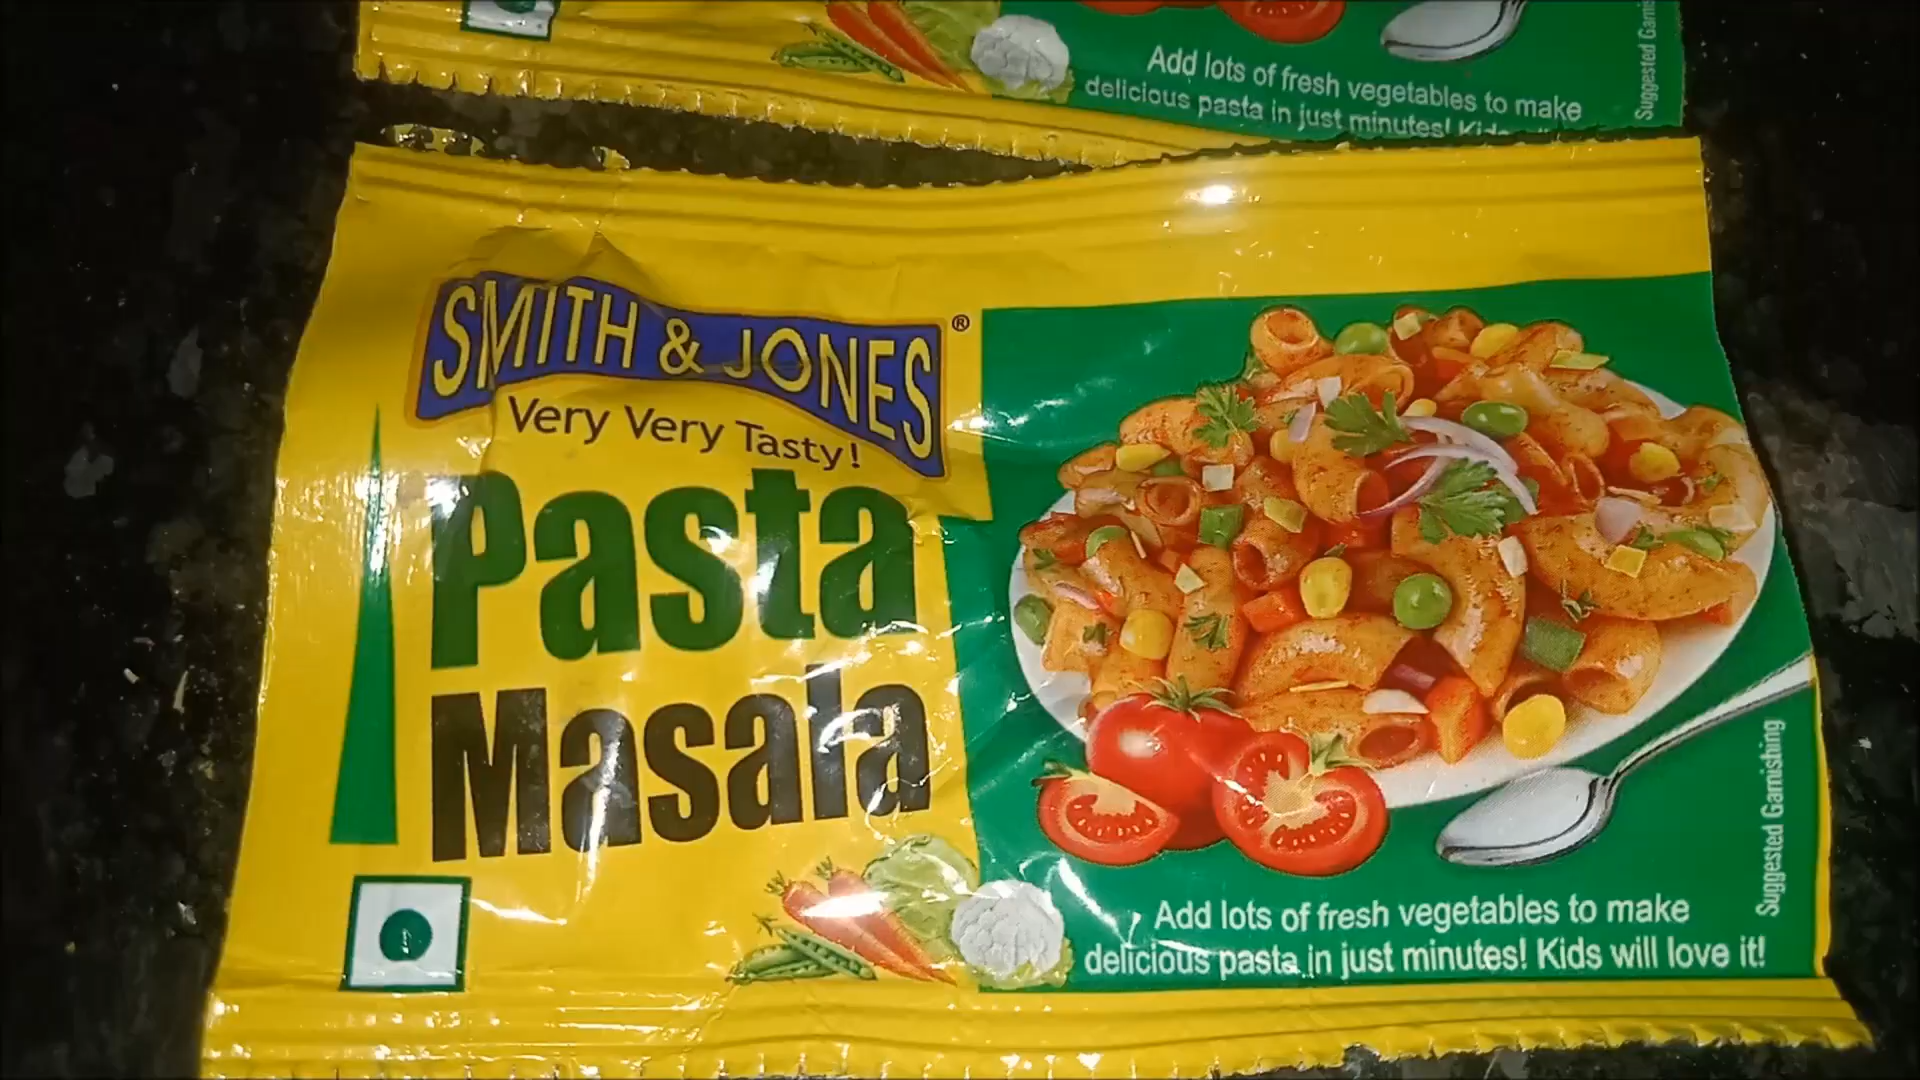 Add lots of fresh vegetables to make
delicious pasta in just minutes!
Suggested
SMITH & JONES®
Very Very Tasty!
Pasta
Masala
Suggested Garnishing
Add lots of fresh vegetables to make
delicious pasta in just minutes! Kids will love it!